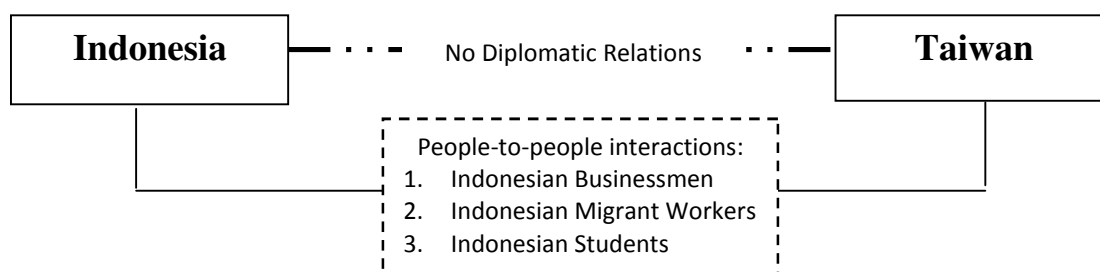 Indonesia
No Diplomatic Relations
Taiwan
People-to-people interactions:
1. Indonesian Businessmen
2. Indonesian Migrant Workers
3. Indonesian Students